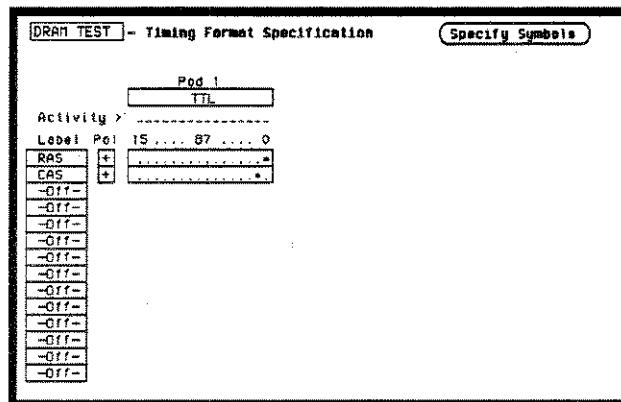 DRAM TEST - Timing Format Specification Specify Symbols
Pod 1
TTL
Activity > ----------------
Label Pol 15 .... 87 .... 0
RAS + ...............*
CAS + ..............*.
-Off-
-Off-
-Off-
-Off-
-Off-
-Off-
-Off-
-Off-
-Off-
-Off-
-Off-
-Off-